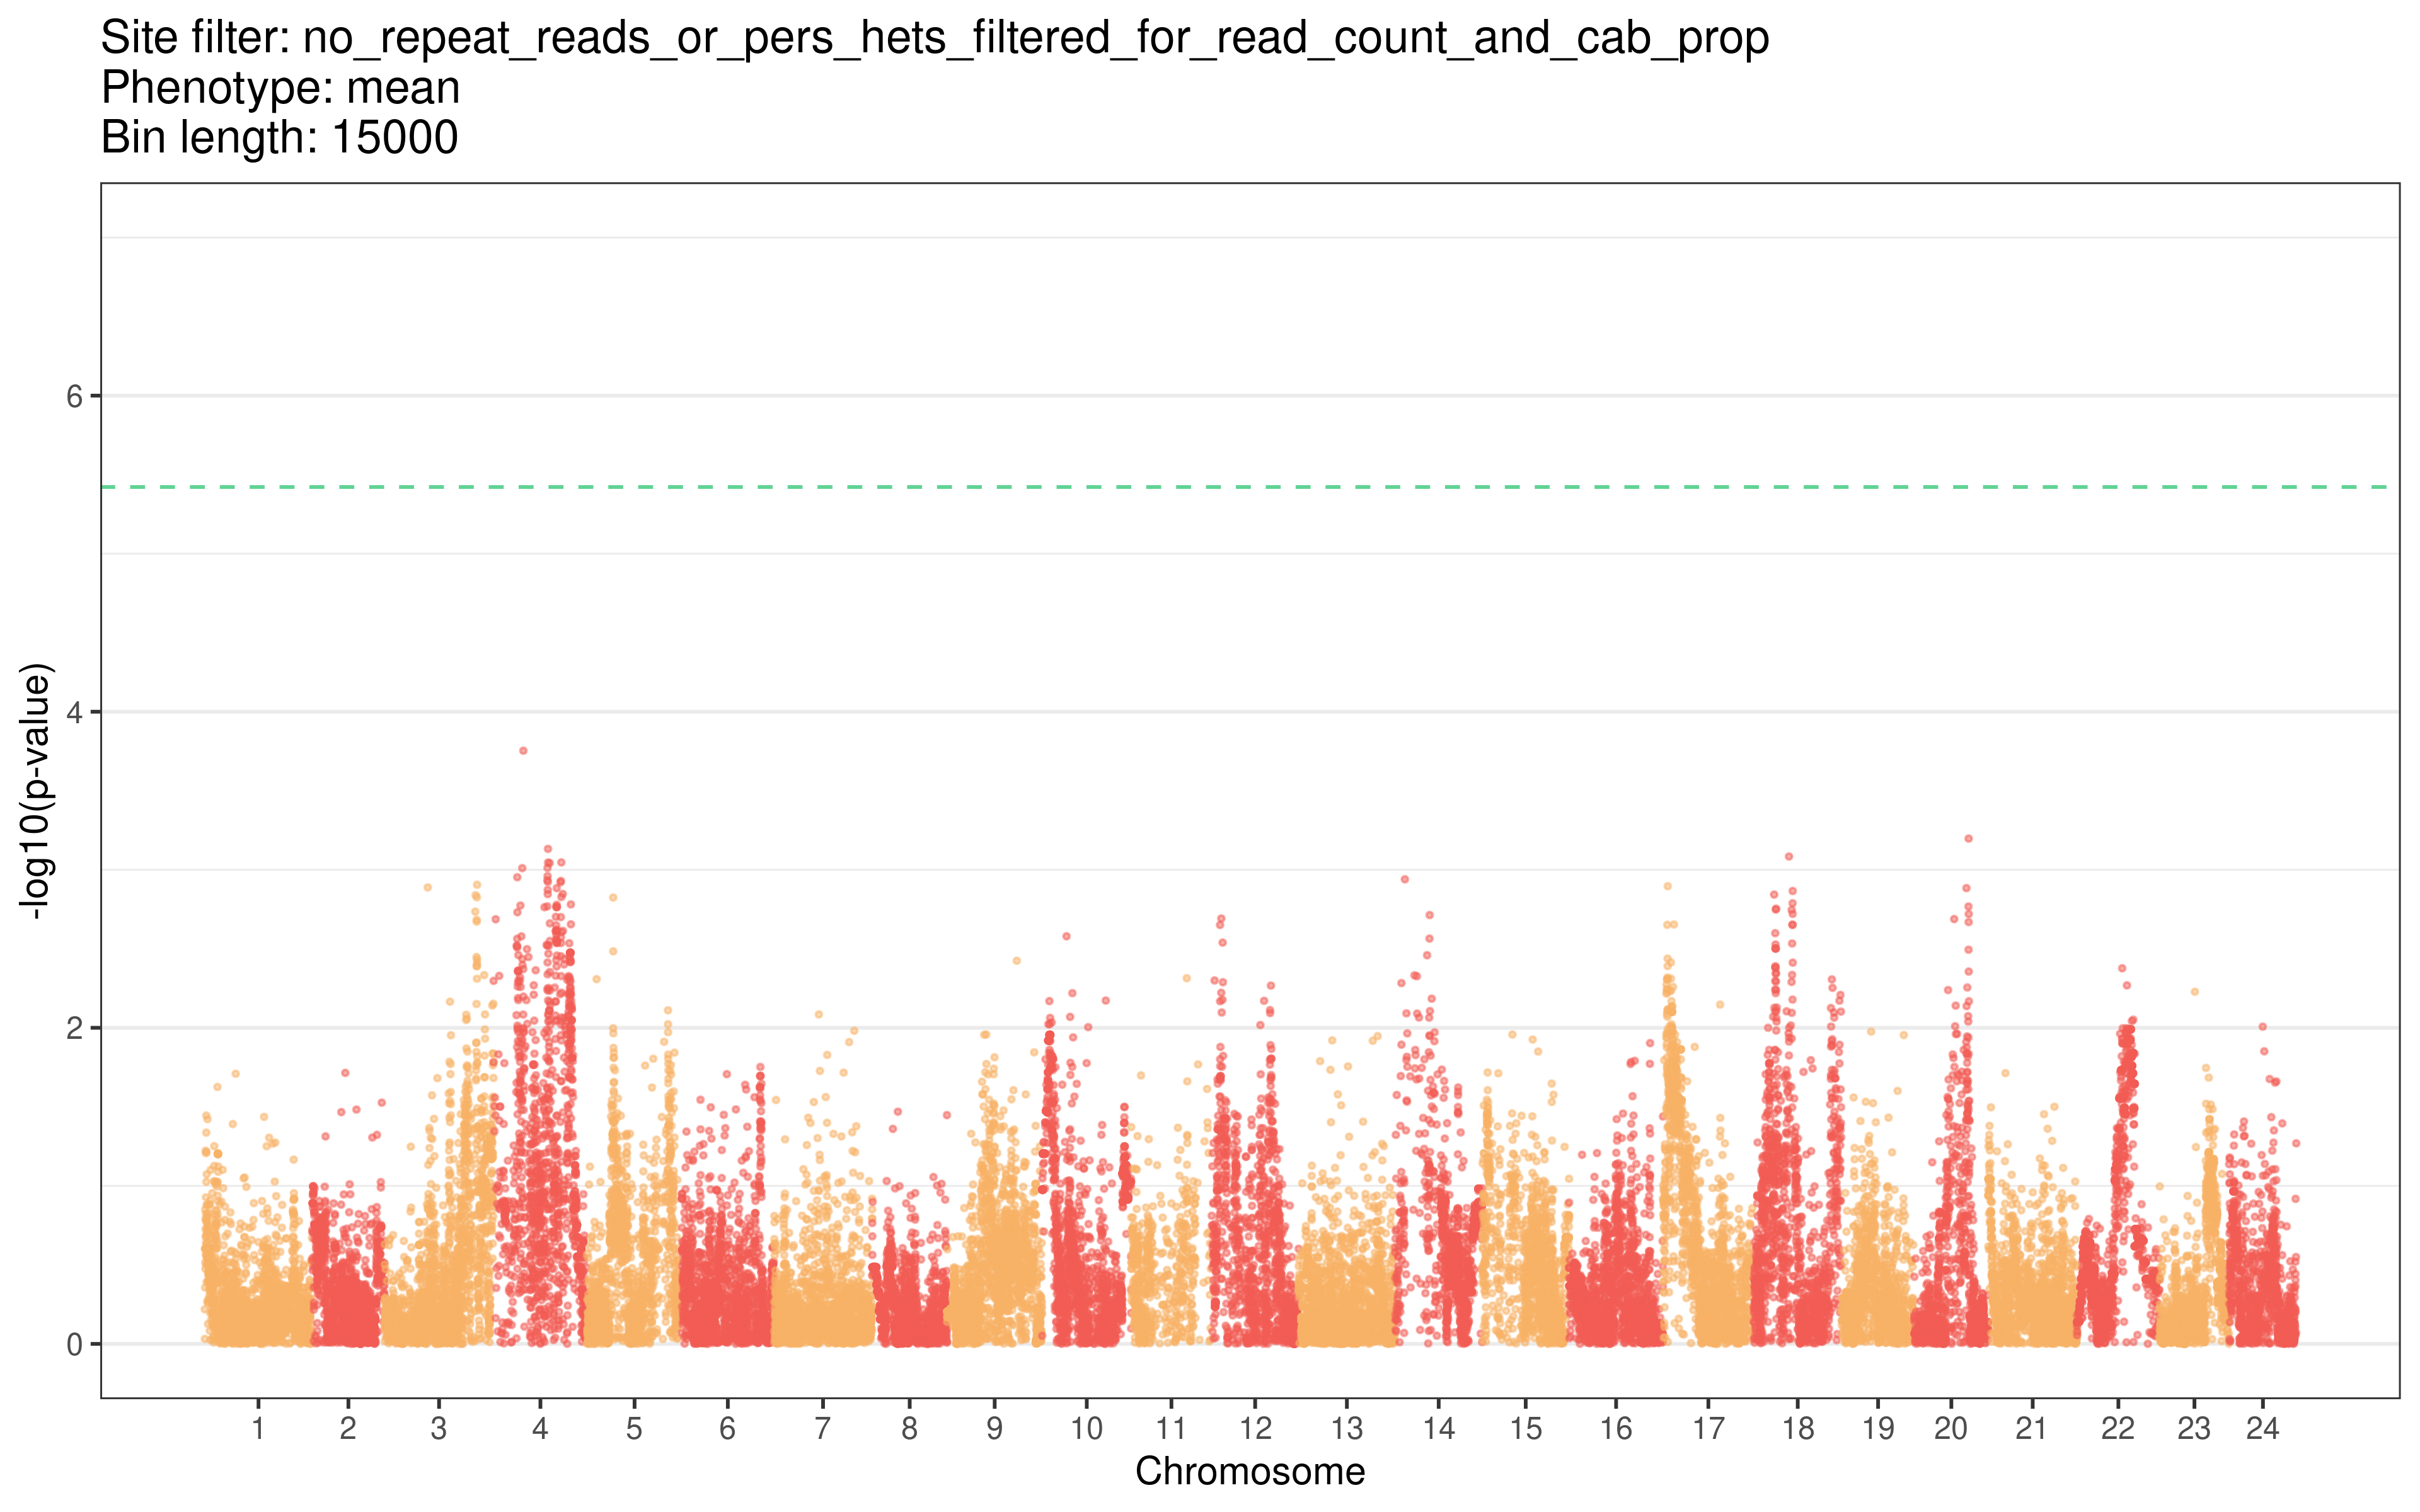 Site filter: no_repeat_reads_or_pers_hets_filtered_for_read_count_and_cab_prop
Phenotype: mean
Bin length: 15000
-log10(p-value)
6
4
2
0
1 2 3 4 5 6 7 8 9 10 11 12 13 14 15 16 17 18 19 20 21 22 23 24
Chromosome